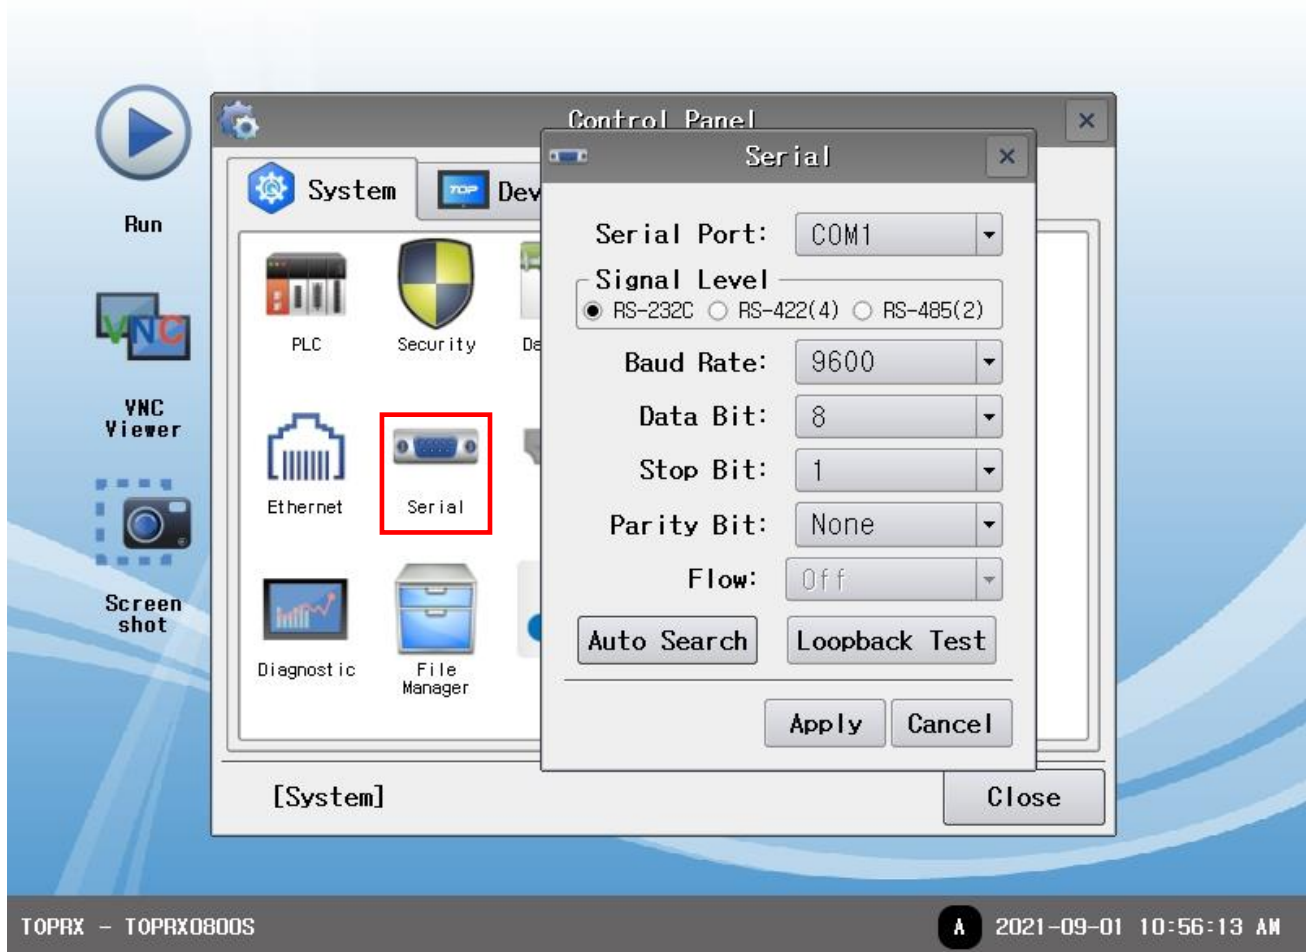 Control Panel
Serial
System
TOP
Dev
Run
Serial Port: COM1
Signal Level
RS-232C RS-422(4) RS-485(2)
PLC
Security
Da
Baud Rate: 9600
VNC
VNC
Viewer
Data Bit: 8
Stop Bit: 1
Ethernet
Serial
Parity Bit: None
Flow: Off
Screen
shot
Auto Search Loopback Test
Diagnostic
File
Manager
Apply Cancel
[System]
Close
TOPRX - TOPRX0800S
A 2021-09-01 10:56:13 AM